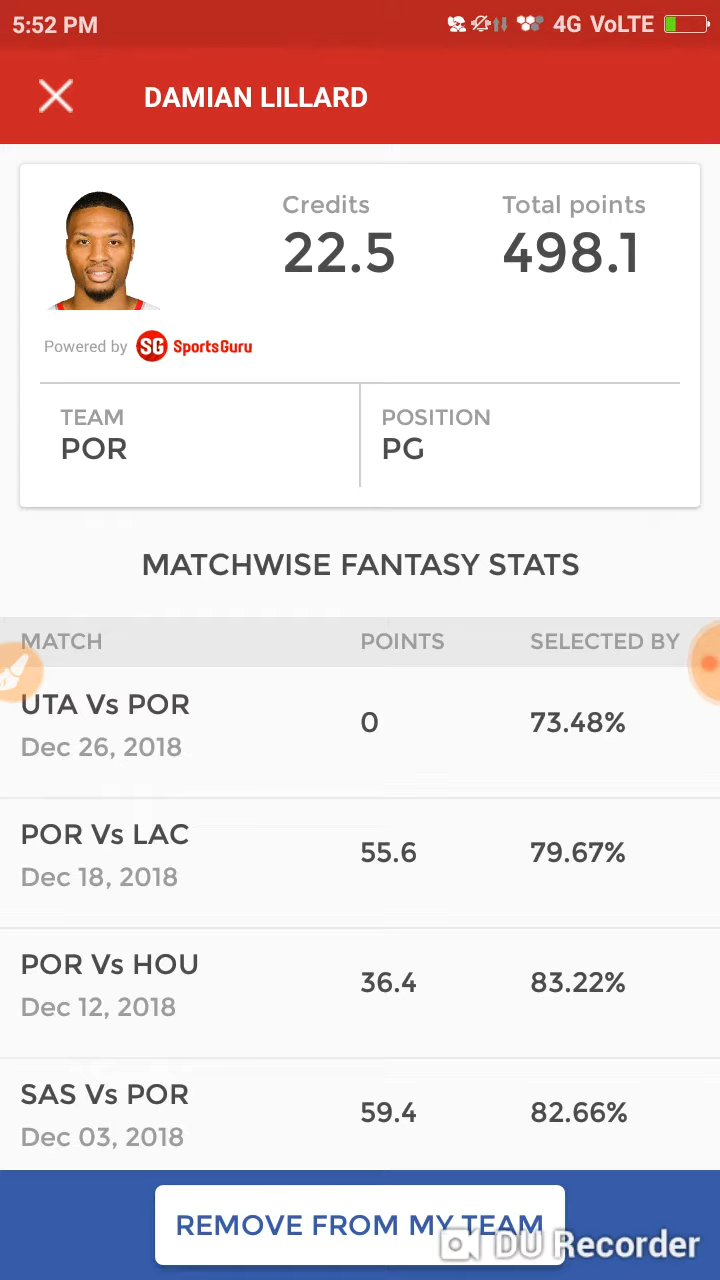 5:52 PM
4G VoLTE
DAMIAN LILLARD
Credits
Total points
22.5
498.1
Powered by SG SportsGuru
TEAM
POSITION
POR
PG
MATCHWISE FANTASY STATS
MATCH
POINTS
SELECTED BY
UTA Vs POR
0
73.48%
Dec 26, 2018
POR Vs LAC
55.6
79.67%
Dec 18, 2018
POR Vs HOU
36.4
83.22%
Dec 12, 2018
SAS Vs POR
59.4
82.66%
Dec 03, 2018
REMOVE FROM MY TEAM
DU Recorder